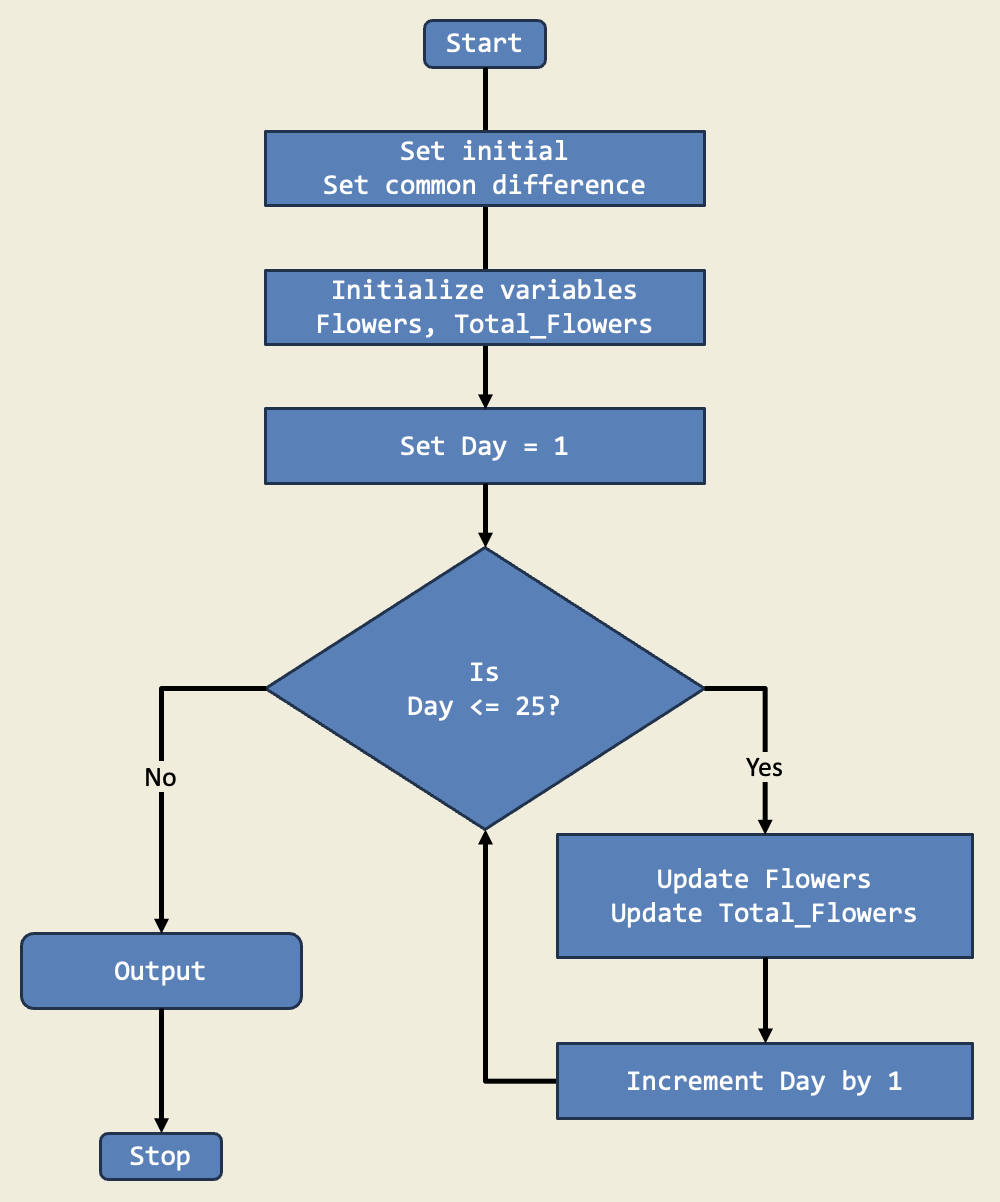 Start
Set initial
Set common difference
Initialize variables
Flowers, Total_Flowers
Set Day = 1
Is
Day <= 25?
No
Yes
Update Flowers
Update Total_Flowers
Output
Increment Day by 1
Stop